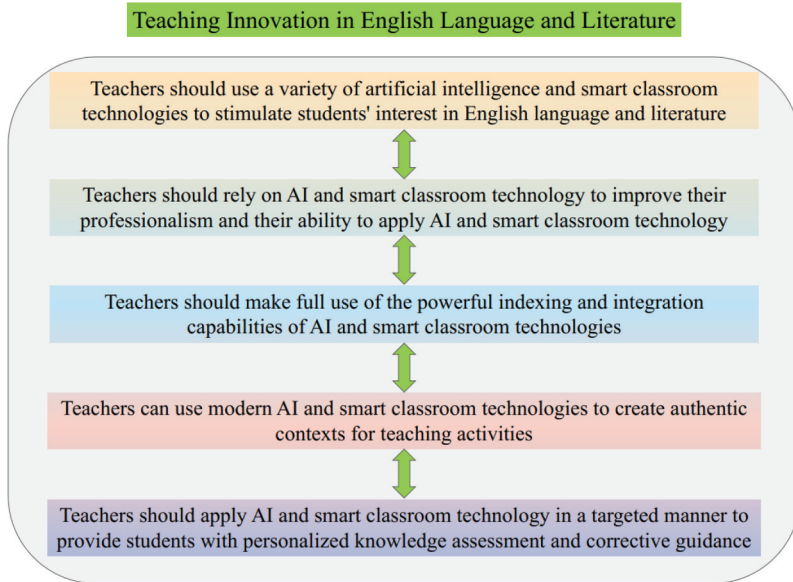 Teaching Innovation in English Language and Literature
Teachers should use a variety of artificial intelligence and smart classroom
technologies to stimulate students' interest in English language and literature
Teachers should rely on AI and smart classroom technology to improve their
professionalism and their ability to apply AI and smart classroom technology
Teachers should make full use of the powerful indexing and integration
capabilities of AI and smart classroom technologies
Teachers can use modern AI and smart classroom technologies to create authentic
contexts for teaching activities
Teachers should apply AI and smart classroom technology in a targeted manner to
provide students with personalized knowledge assessment and corrective guidance